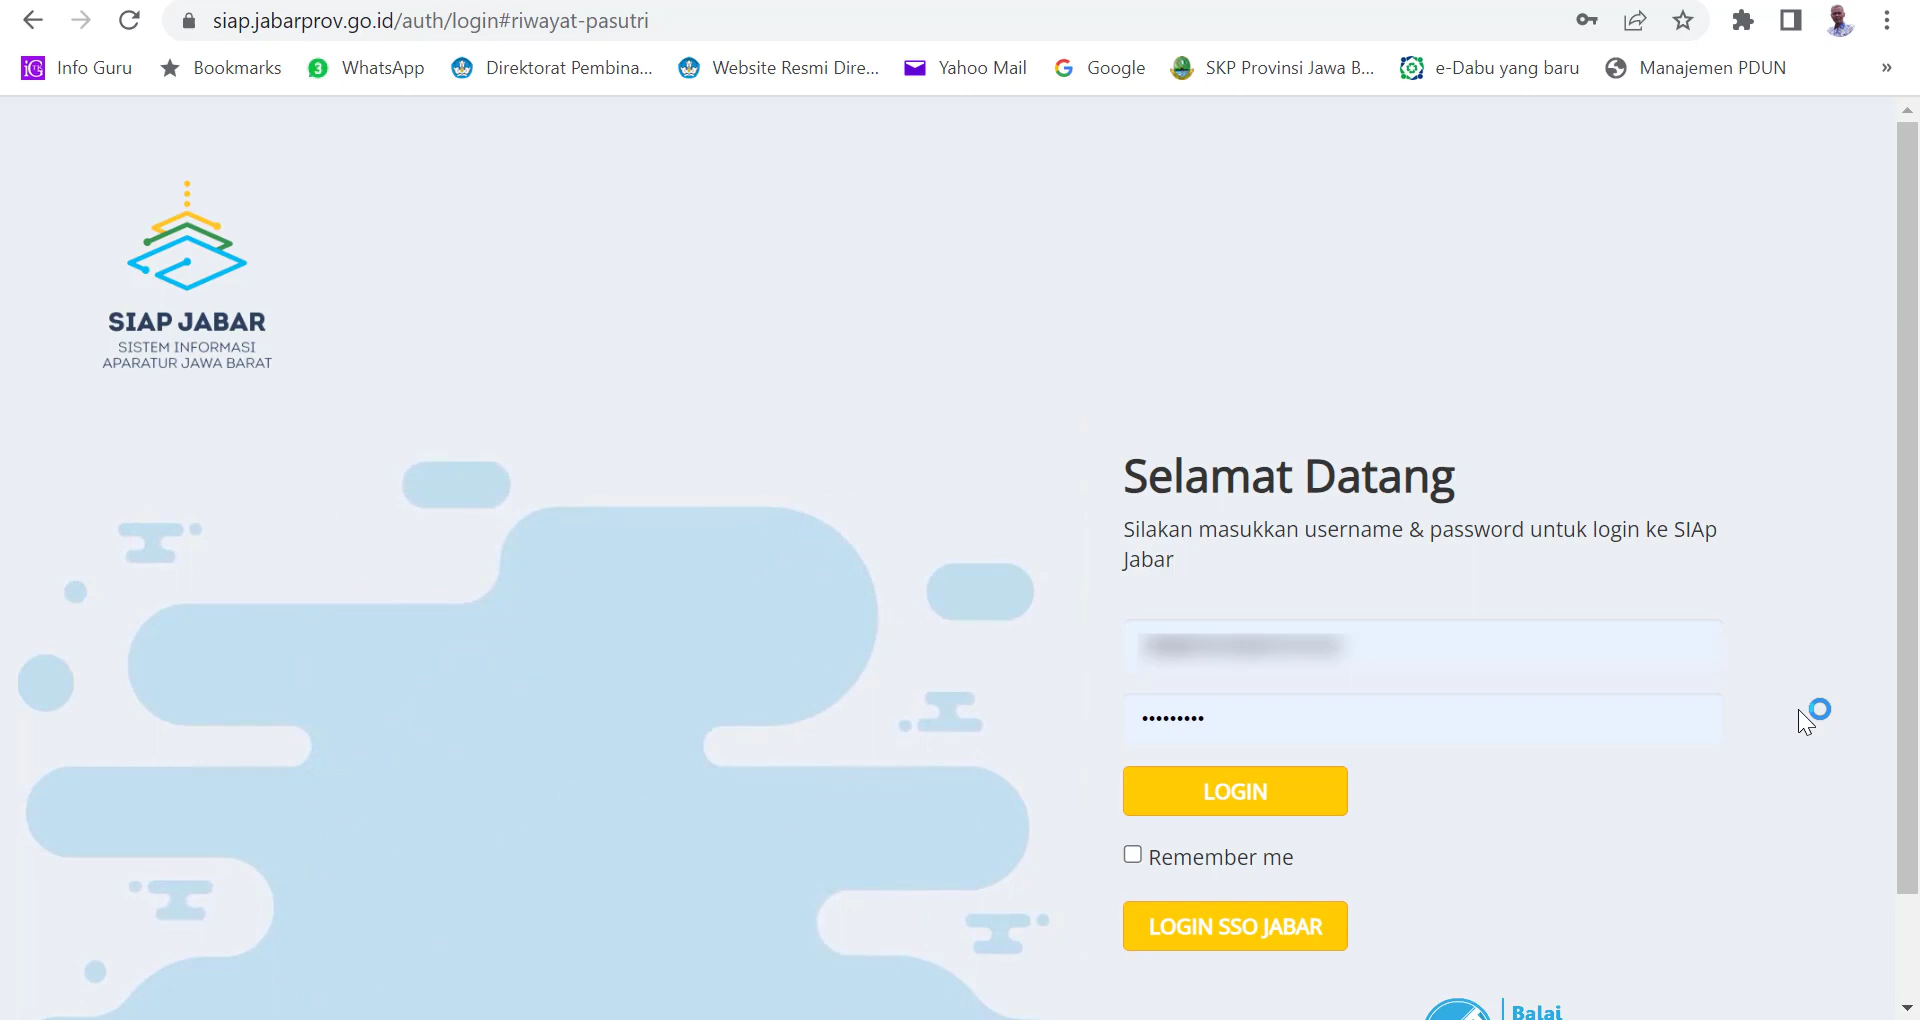 siap.jabarprov.go.id/auth/login#riwayat-pasutri
iG Info Guru
Bookmarks
3 WhatsApp
Direktorat Pembina...
Website Resmi Dire...
Yahoo Mail
G Google
SKP Provinsi Jawa B...
e-Dabu yang baru
Manajemen PDUN
»
SIAP JABAR
SISTEM INFORMASI
APARATUR JAWA BARAT
Selamat Datang
Silakan masukkan username & password untuk login ke SIAp
Jabar
•••••••••
LOGIN
Remember me
LOGIN SSO JABAR
Balai